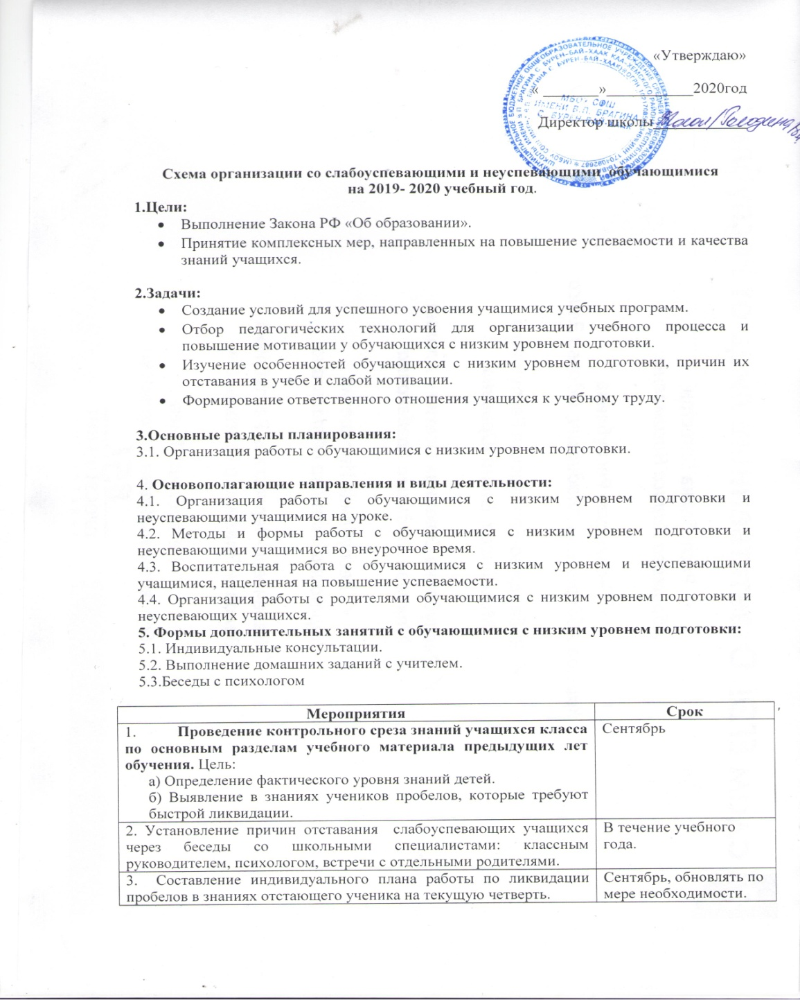 «Утверждаю»
« _______»___________2020год
МБОУ СОШ
ИМЕНИ В.П. БРАГИНА
С. БУРЕН-БАЙ-ХААК
Директор школы
Схема организации со слабоуспевающими и неуспевающими обучающимися
на 2019- 2020 учебный год.
1.Цели:
• Выполнение Закона РФ «Об образовании».
• Принятие комплексных мер, направленных на повышение успеваемости и качества
знаний учащихся.
2.Задачи:
• Создание условий для успешного усвоения учащимися учебных программ.
• Отбор педагогических технологий для организации учебного процесса и
повышение мотивации у обучающихся с низким уровнем подготовки.
• Изучение особенностей обучающихся с низким уровнем подготовки, причин их
отставания в учебе и слабой мотивации.
• Формирование ответственного отношения учащихся к учебному труду.
3.Основные разделы планирования:
3.1. Организация работы с обучающимися с низким уровнем подготовки.
4. Основополагающие направления и виды деятельности:
4.1. Организация работы с обучающимися с низким уровнем подготовки и
неуспевающими учащимися на уроке.
4.2. Методы и формы работы с обучающимися с низким уровнем подготовки и
неуспевающими учащимися во внеурочное время.
4.3. Воспитательная работа с обучающимися с низким уровнем и неуспевающими
учащимися, нацеленная на повышение успеваемости.
4.4. Организация работы с родителями обучающимися с низким уровнем подготовки и
неуспевающих учащихся.
5. Формы дополнительных занятий с обучающимися с низким уровнем подготовки:
5.1. Индивидуальные консультации.
5.2. Выполнение домашних заданий с учителем.
5.3.Беседы с психологом
Мероприятия Срок
1. Проведение контрольного среза знаний учащихся класса Сентябрь
по основным разделам учебного материала предыдущих лет
обучения. Цель:
а) Определение фактического уровня знаний детей.
б) Выявление в знаниях учеников пробелов, которые требуют
быстрой ликвидации.
2. Установление причин отставания слабоуспевающих учащихся В течение учебного
через беседы со школьными специалистами: классным года.
руководителем, психологом, встречи с отдельными родителями.
3. Составление индивидуального плана работы по ликвидации Сентябрь, обновлять по
пробелов в знаниях отстающего ученика на текущую четверть. мере необходимости.